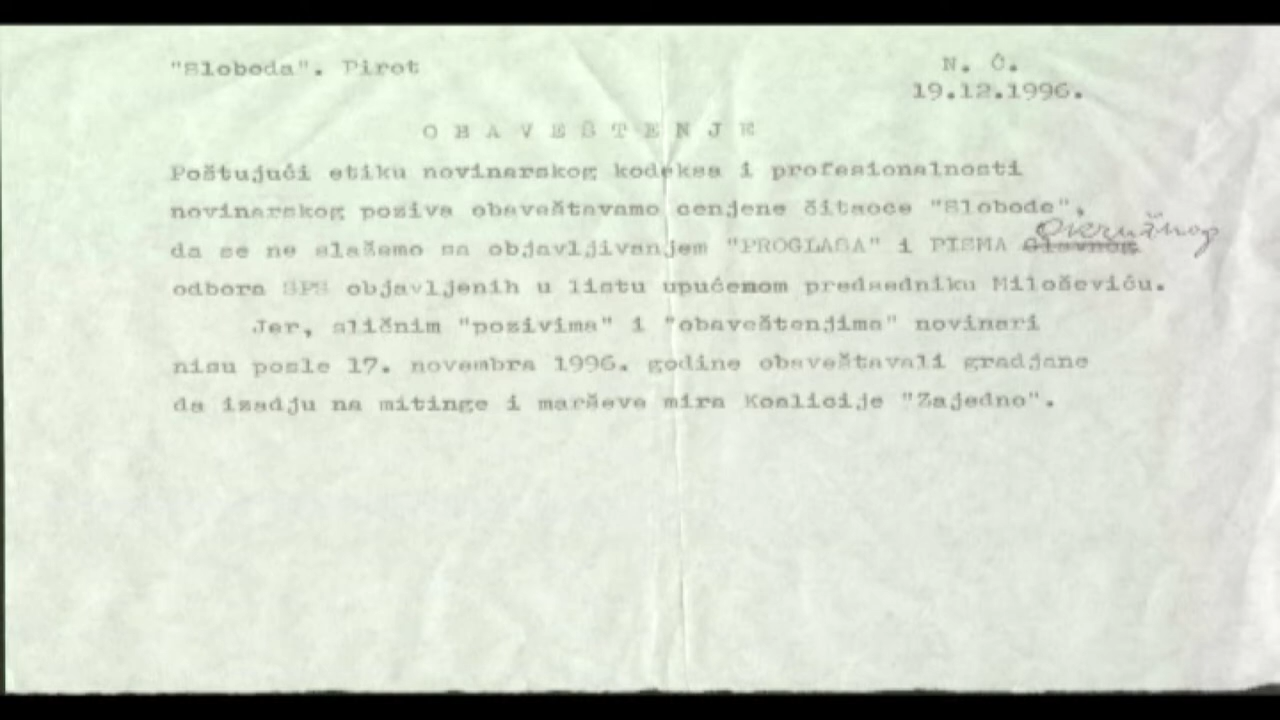 "Sloboda". Pirot
N. Č.
19.12.1996.
O B A V E Š T E N J E
Poštujući etiku novinarskog kodeksa i profesionalnosti
novinarskog poziva obaveštavamo cenjene čitaoce "Slobode",
Okružnog
da se ne slažemo sa objavljivanjem "PROGLASA" i PISMA Glavnog
odbora SPS objavljenih u listu upućenom predsedniku Miloševiću.
Jer, sličnim "pozivima" i "obaveštenjima" novinari
nisu posle 17. novembra 1996. godine obaveštavali gradjane
da izadju na mitinge i marševe mira Koalicije "Zajedno".